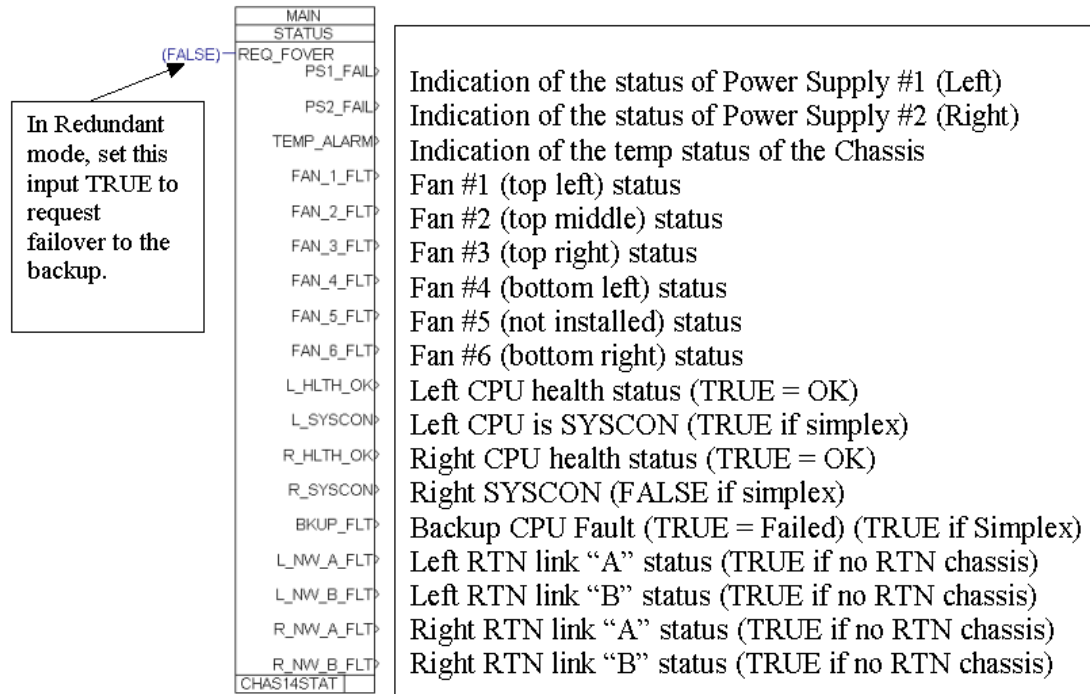 MAIN
STATUS
(FALSE) REQ_FOVER
PS1_FAIL
PS2_FAIL
TEMP_ALARM
FAN_1_FLT
FAN_2_FLT
FAN_3_FLT
FAN_4_FLT
FAN_5_FLT
FAN_6_FLT
L_HLTH_OK
L_SYSCON
R_HLTH_OK
R_SYSCON
BKUP_FLT
L_NW_A_FLT
L_NW_B_FLT
R_NW_A_FLT
R_NW_B_FLT
CHAS14STAT
In Redundant
mode, set this
input TRUE to
request
failover to the
backup.
Indication of the status of Power Supply #1 (Left)
Indication of the status of Power Supply #2 (Right)
Indication of the temp status of the Chassis
Fan #1 (top left) status
Fan #2 (top middle) status
Fan #3 (top right) status
Fan #4 (bottom left) status
Fan #5 (not installed) status
Fan #6 (bottom right) status
Left CPU health status (TRUE = OK)
Left CPU is SYSCON (TRUE if simplex)
Right CPU health status (TRUE = OK)
Right SYSCON (FALSE if simplex)
Backup CPU Fault (TRUE = Failed) (TRUE if Simplex)
Left RTN link “A” status (TRUE if no RTN chassis)
Left RTN link “B” status (TRUE if no RTN chassis)
Right RTN link “A” status (TRUE if no RTN chassis)
Right RTN link “B” status (TRUE if no RTN chassis)